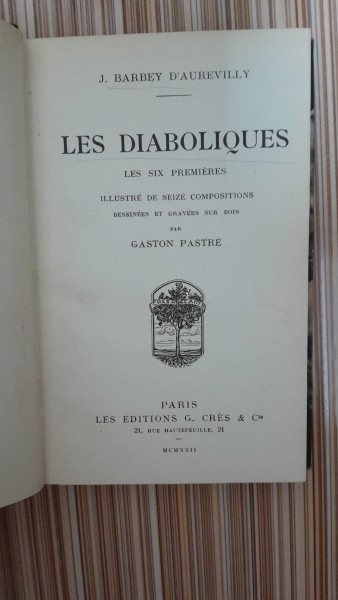 J. BARBEY D'AUREVILLY
LES DIABOLIQUES
LES SIX PREMIÈRES
ILLUSTRÉ DE SEIZE COMPOSITIONS
DESSINÉES ET GRAVÉES SUR BOIS
PAR
GASTON PASTRE
PARIS
LES ÉDITIONS G. CRÈS & Cie
21, RUE HAUTEFEUILLE, 21
MCMXXII